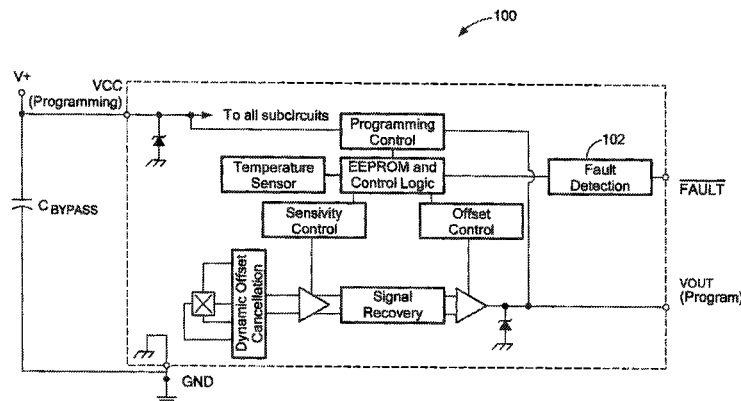 100
V+
VCC
(Programming)
To all subcircuits
Programming
Control
102
Temperature
Sensor
EEPROM and
Control Logic
Fault
Detection
FAULT
CBYPASS
Sensivity
Control
Offset
Control
Dynamic Offset
Cancellation
Signal
Recovery
VOUT
(Program)
GND